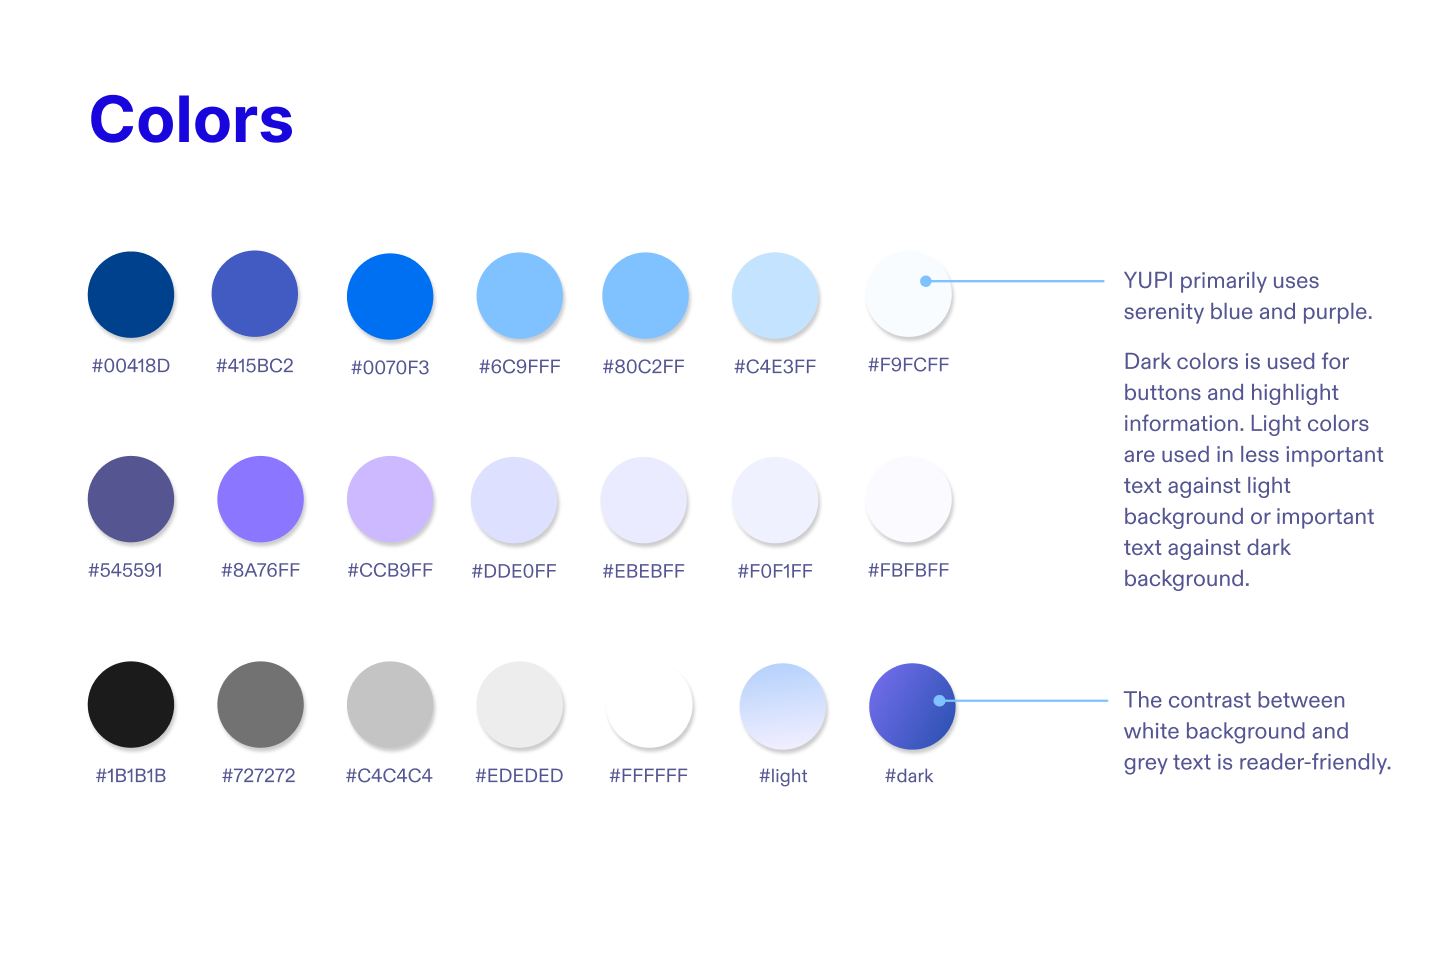 Colors
#00418D #415BC2 #0070F3 #6C9FFF #80C2FF #C4E3FF #F9FCFF
#545591 #8A76FF #CCB9FF #DDE0FF #EBEBFF #F0F1FF #FBFBFF
#1B1B1B #727272 #C4C4C4 #EDEDED #FFFFFF #light #dark
YUPI primarily uses
serenity blue and purple.
Dark colors is used for
buttons and highlight
information. Light colors
are used in less important
text against light
background or important
text against dark
background.
The contrast between
white background and
grey text is reader-friendly.